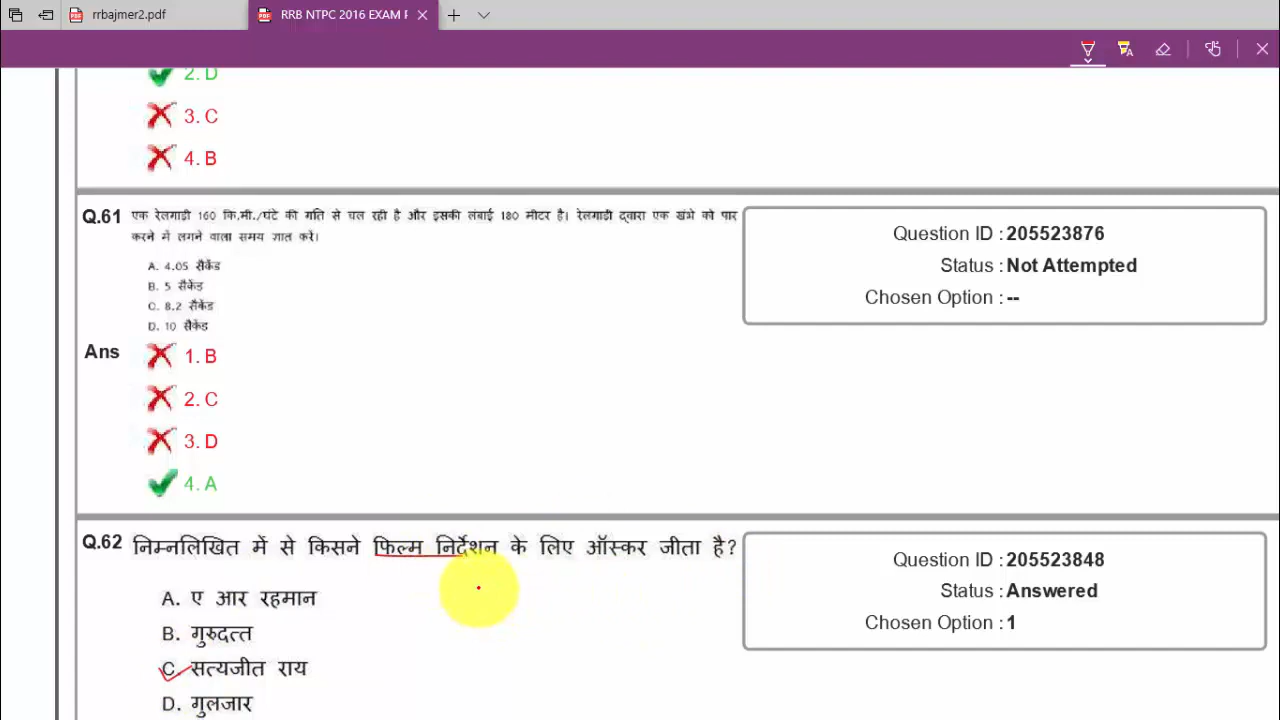 rrbajmer2.pdf
RRB NTPC 2016 EXAM F
2. D
3. C
4. B
Q.61 एक रेलगाड़ी 160 कि.मी./घंटे की गति से चल रही है और इसकी लंबाई 180 मीटर है। रेलगाड़ी द्वारा एक खंभे को पार
करने में लगने वाला समय ज्ञात करें।
Question ID : 205523876
Status : Not Attempted
Chosen Option : --
A. 4.05 सैकेंड
B. 5 सैकेंड
C. 8.2 सैकेंड
D. 10 सैकेंड
Ans 1. B
2. C
3. D
4. A
Q.62 निम्नलिखित में से किसने फिल्म निर्देशन के लिए ऑस्कर जीता है?
Question ID : 205523848
Status : Answered
Chosen Option : 1
A. ए आर रहमान
B. गुरुदत्त
C. सत्यजीत राय
D. गुलजार